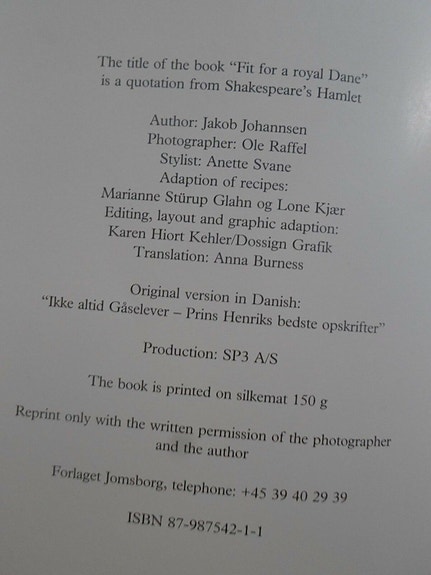 The title of the book “Fit for a royal Dane”
is a quotation from Shakespeare’s Hamlet
Author: Jakob Johannsen
Photographer: Ole Raffel
Stylist: Anette Svane
Adaption of recipes:
Marianne Stürup Glahn og Lone Kjær
Editing, layout and graphic adaption:
Karen Hiort Kehler/Dossign Grafik
Translation: Anna Burness
Original version in Danish:
“Ikke altid Gåselever – Prins Henriks bedste opskrifter”
Production: SP3 A/S
The book is printed on silkemat 150 g
Reprint only with the written permission of the photographer
and the author
Forlaget Jomsborg, telephone: +45 39 40 29 39
ISBN 87-987542-1-1